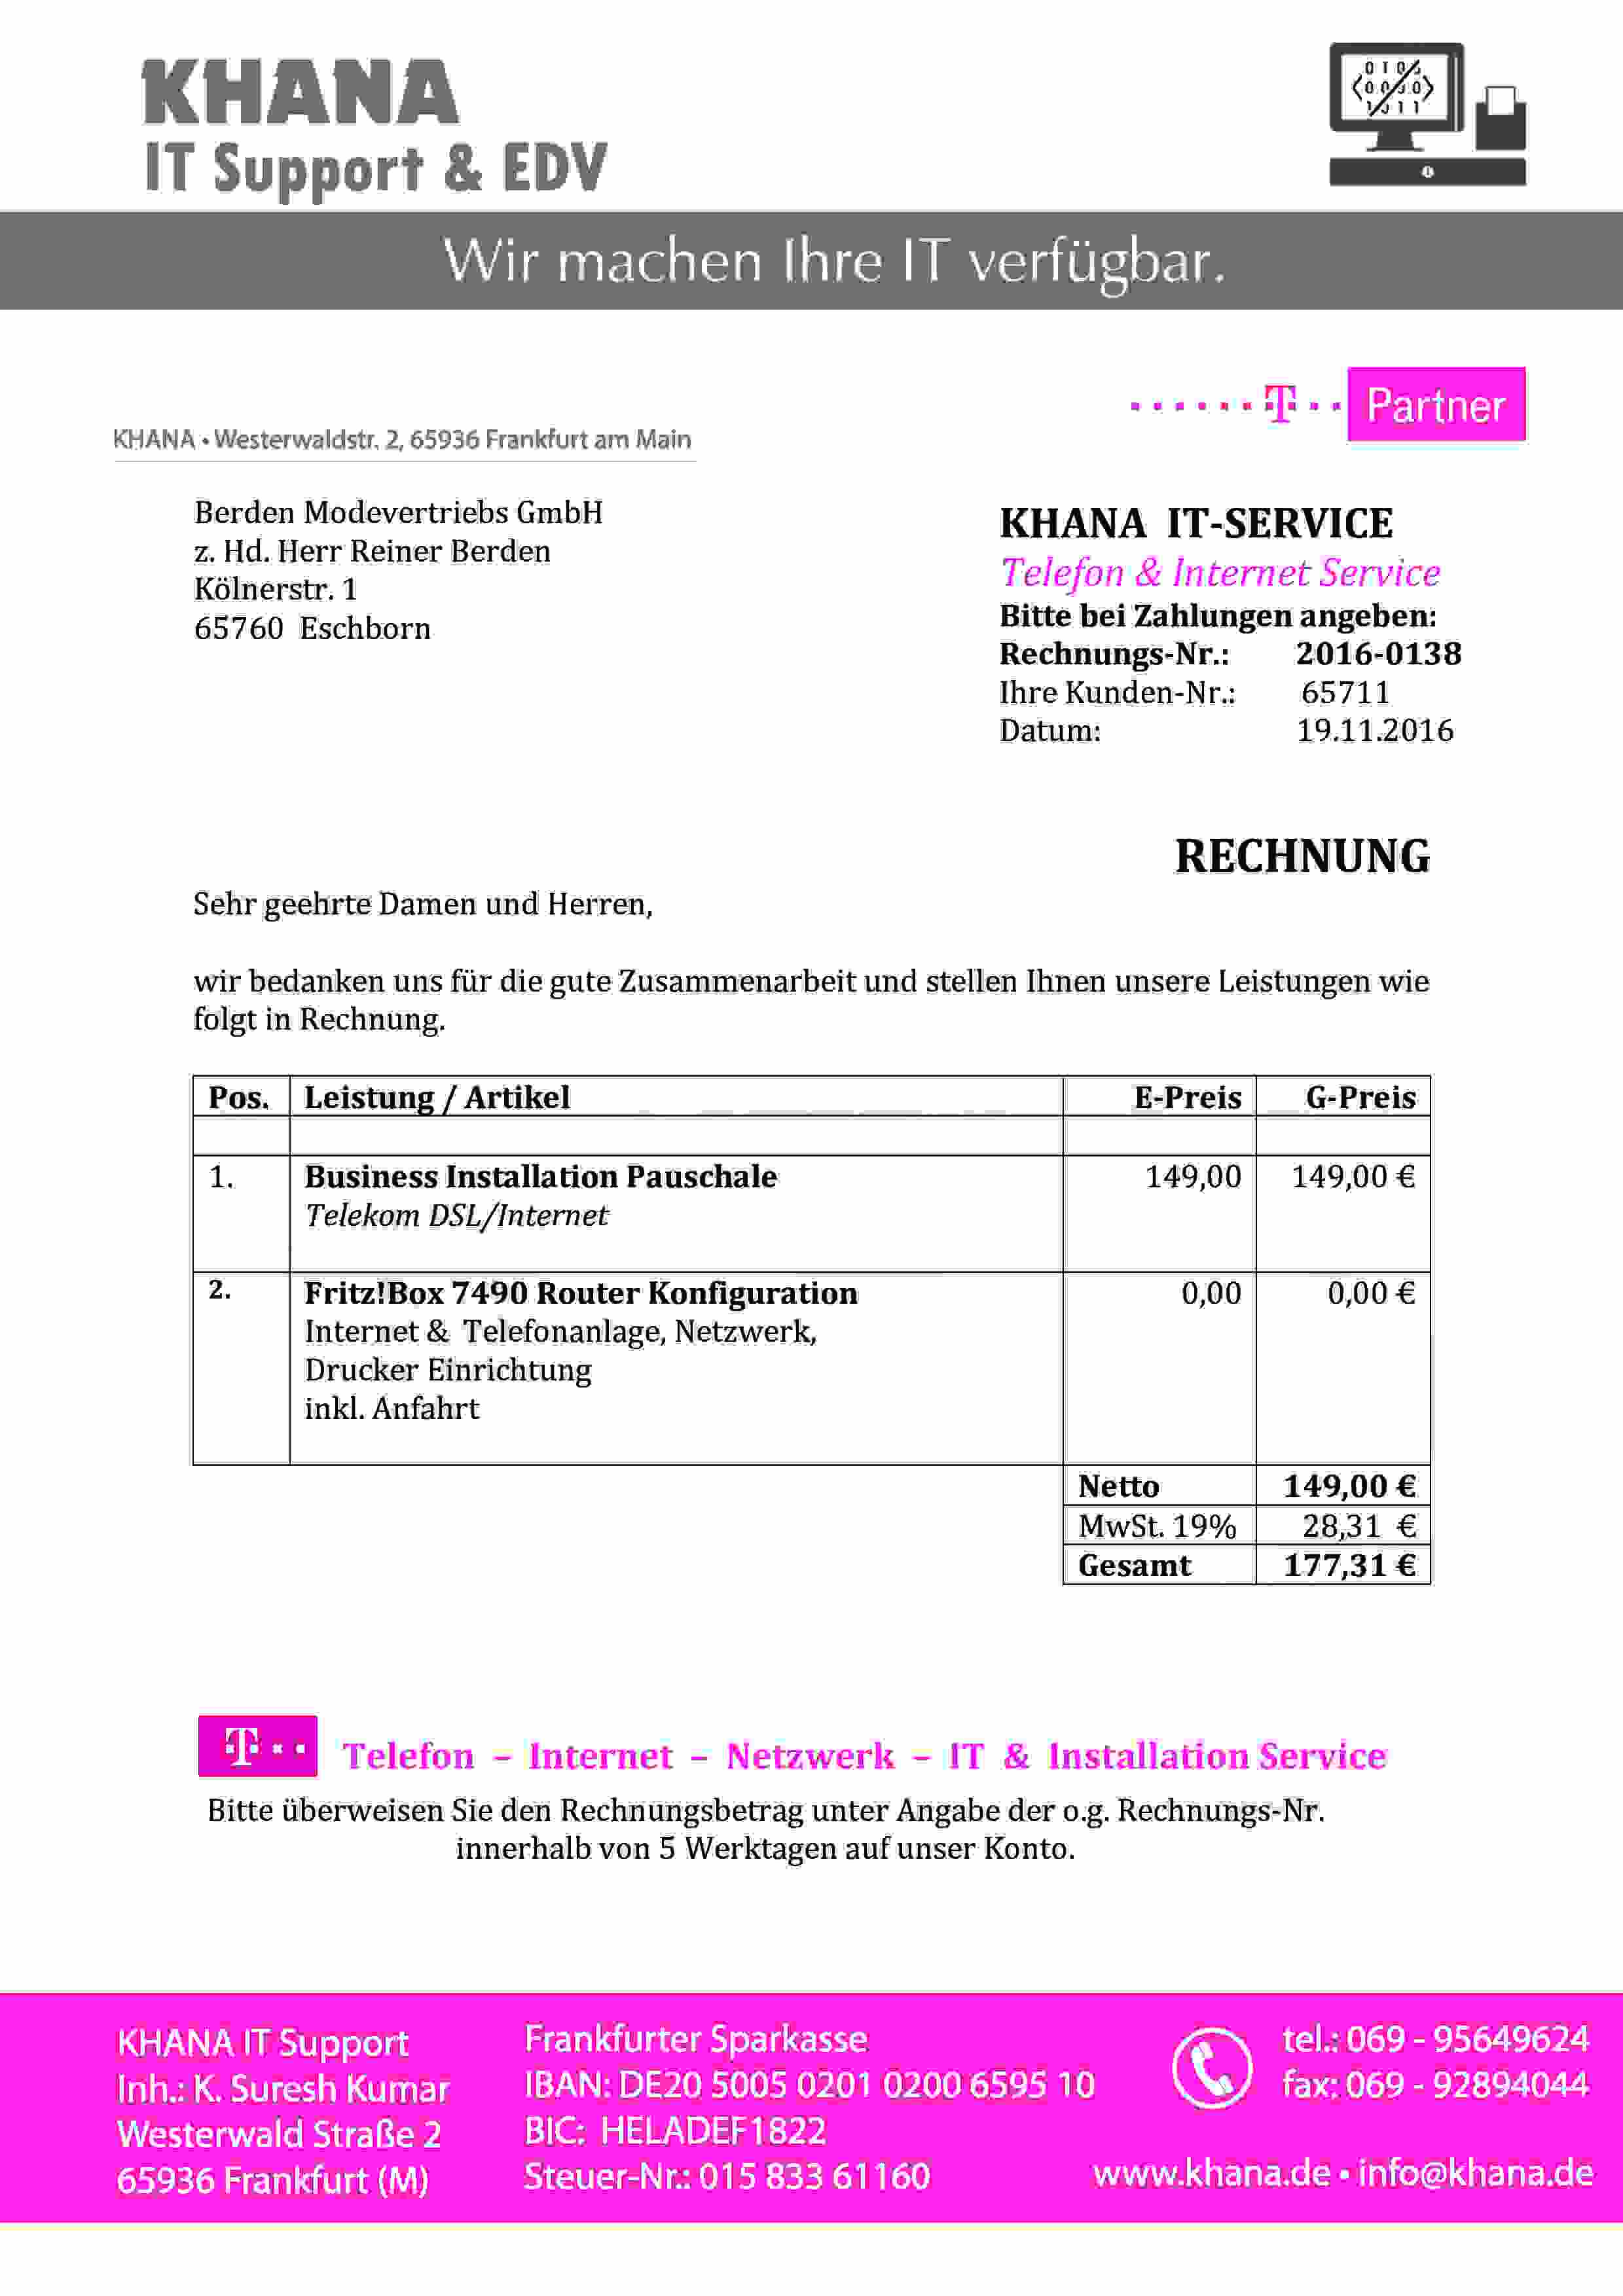 KHANA
IT Support & EDV
Wir machen Ihre IT verfügbar.
T Partner
KHANA • Westerwaldstr. 2, 65936 Frankfurt am Main
Berden Modevertriebs GmbH
z. Hd. Herr Reiner Berden
Kölnerstr. 1
65760 Eschborn
KHANA IT-SERVICE
Telefon & Internet Service
Bitte bei Zahlungen angeben:
Rechnungs-Nr.: 2016-0138
Ihre Kunden-Nr.: 65711
Datum: 19.11.2016
RECHNUNG
Sehr geehrte Damen und Herren,
wir bedanken uns für die gute Zusammenarbeit und stellen Ihnen unsere Leistungen wie
folgt in Rechnung.
Pos. Leistung / Artikel E-Preis G-Preis
1. Business Installation Pauschale 149,00 149,00 €
Telekom DSL/Internet
2. Fritz!Box 7490 Router Konfiguration 0,00 0,00 €
Internet & Telefonanlage, Netzwerk,
Drucker Einrichtung
inkl. Anfahrt
Netto 149,00 €
MwSt. 19% 28,31 €
Gesamt 177,31 €
T Telefon – Internet – Netzwerk – IT & Installation Service
Bitte überweisen Sie den Rechnungsbetrag unter Angabe der o.g. Rechnungs-Nr.
innerhalb von 5 Werktagen auf unser Konto.
KHANA IT Support
Inh.: K. Suresh Kumar
Westerwald Straße 2
65936 Frankfurt (M)
Frankfurter Sparkasse
IBAN: DE20 5005 0201 0200 6595 10
BIC: HELADEF1822
Steuer-Nr.: 015 833 61160
tel.: 069 - 95649624
fax: 069 - 92894044
www.khana.de • info@khana.de